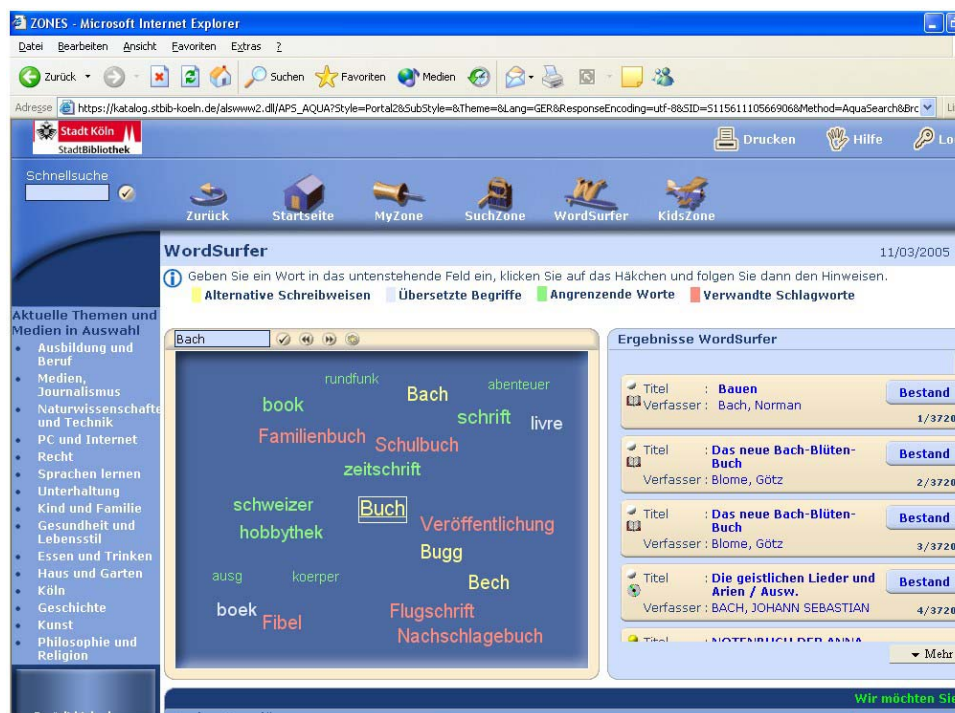 ZONES - Microsoft Internet Explorer
Datei Bearbeiten Ansicht Favoriten Extras ?
Zurück Suchen Favoriten Medien
Adresse https://katalog.stbib-koeln.de/alswww2.dll/APS_AQUA?Style=Portal2&SubStyle=&Theme=&Lang=GER&ResponseEncoding=utf-8&SID=S115611105669068&Method=AquaSearch&Brc Li
Stadt Köln
StadtBibliothek
Drucken Hilfe Lo
Schnellsuche
Zurück Startseite MyZone SuchZone WordSurfer KidsZone
WordSurfer 11/03/2005
Geben Sie ein Wort in das untenstehende Feld ein, klicken Sie auf das Häkchen und folgen Sie dann den Hinweisen.
Alternative Schreibweisen Übersetzte Begriffe Angrenzende Worte Verwandte Schlagworte
Aktuelle Themen und
Medien in Auswahl
Ausbildung und
Beruf
Medien,
Journalismus
Naturwissenschafte
und Technik
PC und Internet
Recht
Sprachen lernen
Unterhaltung
Kind und Familie
Gesundheit und
Lebensstil
Essen und Trinken
Haus und Garten
Köln
Geschichte
Kunst
Philosophie und
Religion
Bach
rundfunk
abenteuer
Bach
book
schrift
livre
Familienbuch
Schulbuch
zeitschrift
schweizer
Buch
Veröffentlichung
hobbythek
Bugg
ausg
koerper
Bech
boek
Fibel
Flugschrift
Nachschlagebuch
Ergebnisse WordSurfer
Titel : Bauen
Verfasser : Bach, Norman
Bestand
1/3720
Titel : Das neue Bach-Blüten-
Buch
Verfasser : Blome, Götz
Bestand
2/3720
Titel : Das neue Bach-Blüten-
Buch
Verfasser : Blome, Götz
Bestand
3/3720
Titel : Die geistlichen Lieder und
Arien / Ausw.
Verfasser : BACH, JOHANN SEBASTIAN
Bestand
4/3720
Titel : NOTENBUCH DER ANNA
Mehr
Wir möchten Sie